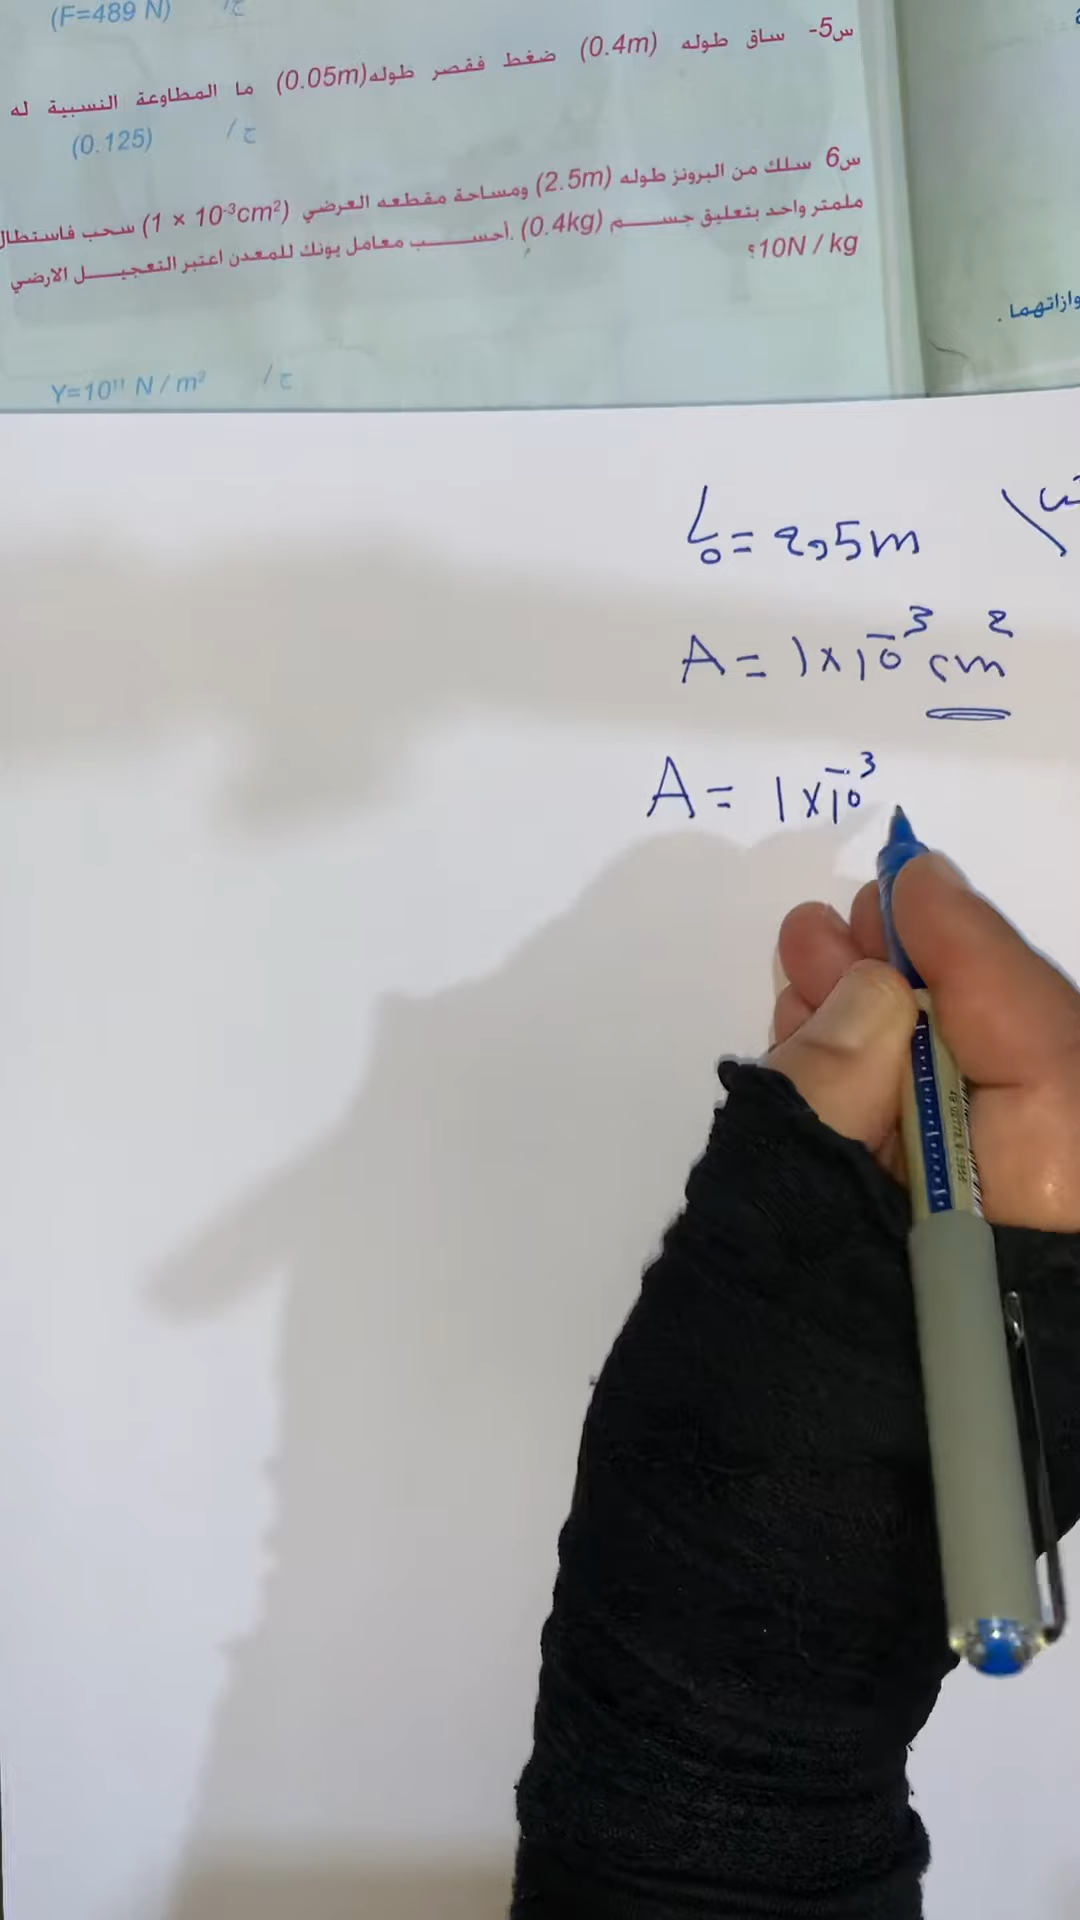 (F=489 N) ج/
س5- ساق طوله (0.4m) ضغط فقصر طوله(0.05m) ما المطاوعة النسبية له
ج/ (0.125)
س6 سلك من البرونز طوله (2.5m) ومساحة مقطعه العرضي (1 × 10⁻³cm²) سحب فاستطال
ملمتر واحد بتعليق جسم (0.4kg) .أحسب معامل يونك للمعدن اعتبر التعجيل الارضي
10N / kg؟
ج/ Y=10¹¹ N / m²
وازاتهما .
L₀ = 2,5m
A = 1×10⁻³ cm²
A = 1×10⁻³